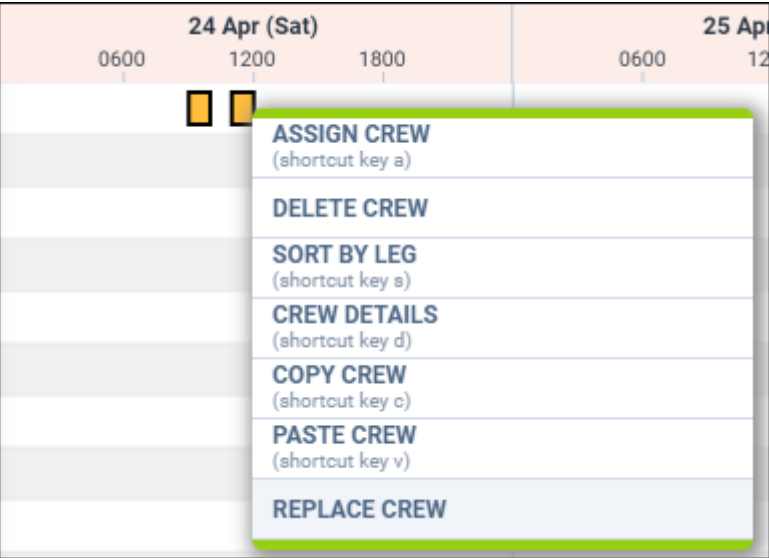 24 Apr (Sat)
25 Apr
0600 1200 1800 0600 12
ASSIGN CREW
(shortcut key a)
DELETE CREW
SORT BY LEG
(shortcut key s)
CREW DETAILS
(shortcut key d)
COPY CREW
(shortcut key c)
PASTE CREW
(shortcut key v)
REPLACE CREW